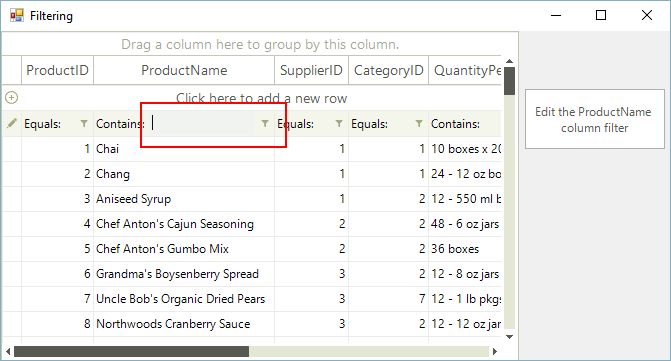 Filtering
Drag a column here to group by this column.
ProductID ProductName SupplierID CategoryID QuantityPe
Click here to add a new row
Equals: Contains: Equals: Equals: Contains:
1 Chai 1 1 10 boxes x 20
2 Chang 1 1 24 - 12 oz bo
3 Aniseed Syrup 1 2 12 - 550 ml b
4 Chef Anton's Cajun Seasoning 2 2 48 - 6 oz jars
5 Chef Anton's Gumbo Mix 2 2 36 boxes
6 Grandma's Boysenberry Spread 3 2 12 - 8 oz jars
7 Uncle Bob's Organic Dried Pears 3 7 12 - 1 lb pkgs
8 Northwoods Cranberry Sauce 3 2 12 - 12 oz jar
Edit the ProductName
column filter